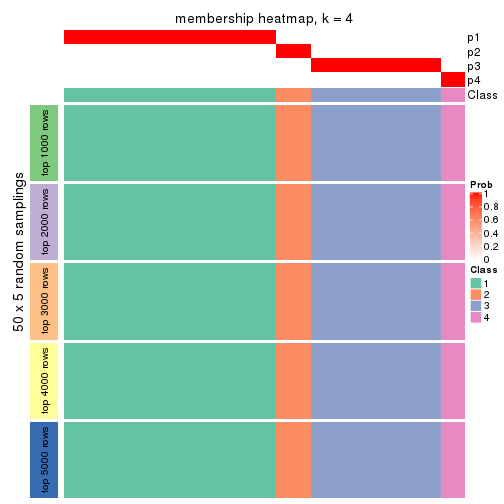 membership heatmap, k = 4
p1
p2
p3
p4
Class
50 x 5 random samplings
top 1000 rows
top 2000 rows
top 3000 rows
top 4000 rows
top 5000 rows
Prob
1
0.8
0.6
0.4
0.2
0
Class
1
2
3
4